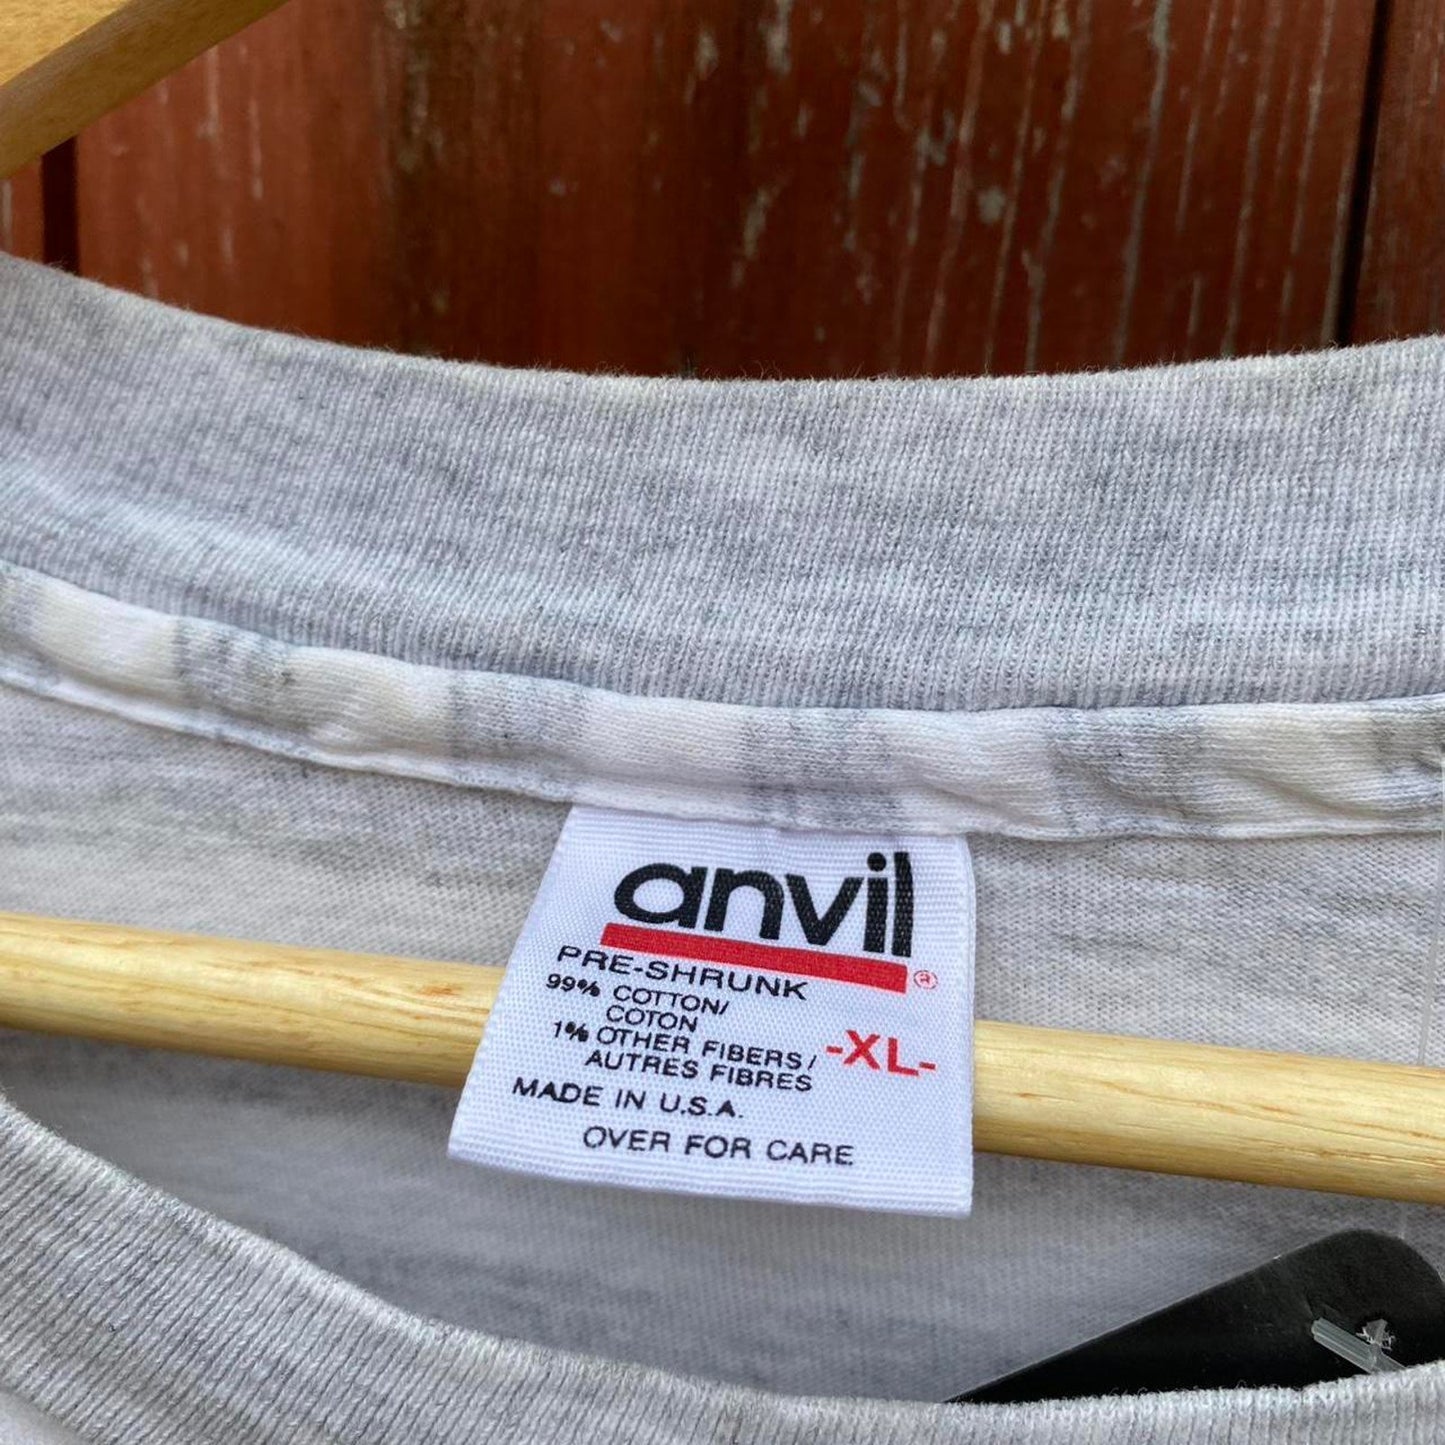 anvil
®
PRE-SHRUNK
99% COTTON/
COTON
1% OTHER FIBERS/
AUTRES FIBRES
-XL-
MADE IN U.S.A.
OVER FOR CARE